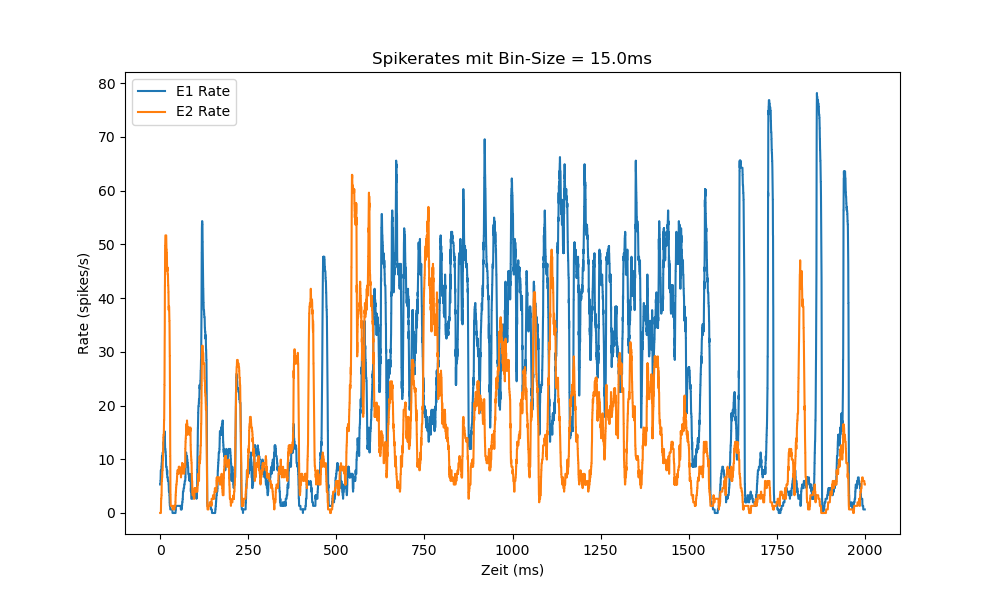 Spikerates mit Bin-Size = 15.0ms
E1 Rate
E2 Rate
80
70
60
50
40
30
20
10
0
Rate (spikes/s)
0 250 500 750 1000 1250 1500 1750 2000
Zeit (ms)